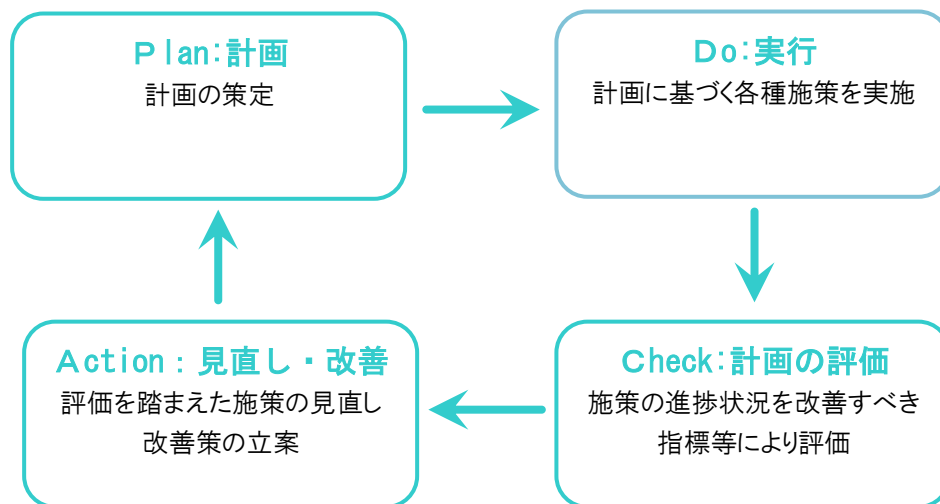 Plan:計画
計画の策定
Do:実行
計画に基づく各種施策を実施
Action：見直し・改善
評価を踏まえた施策の見直し
改善策の立案
Check:計画の評価
施策の進捗状況を改善すべき
指標等により評価